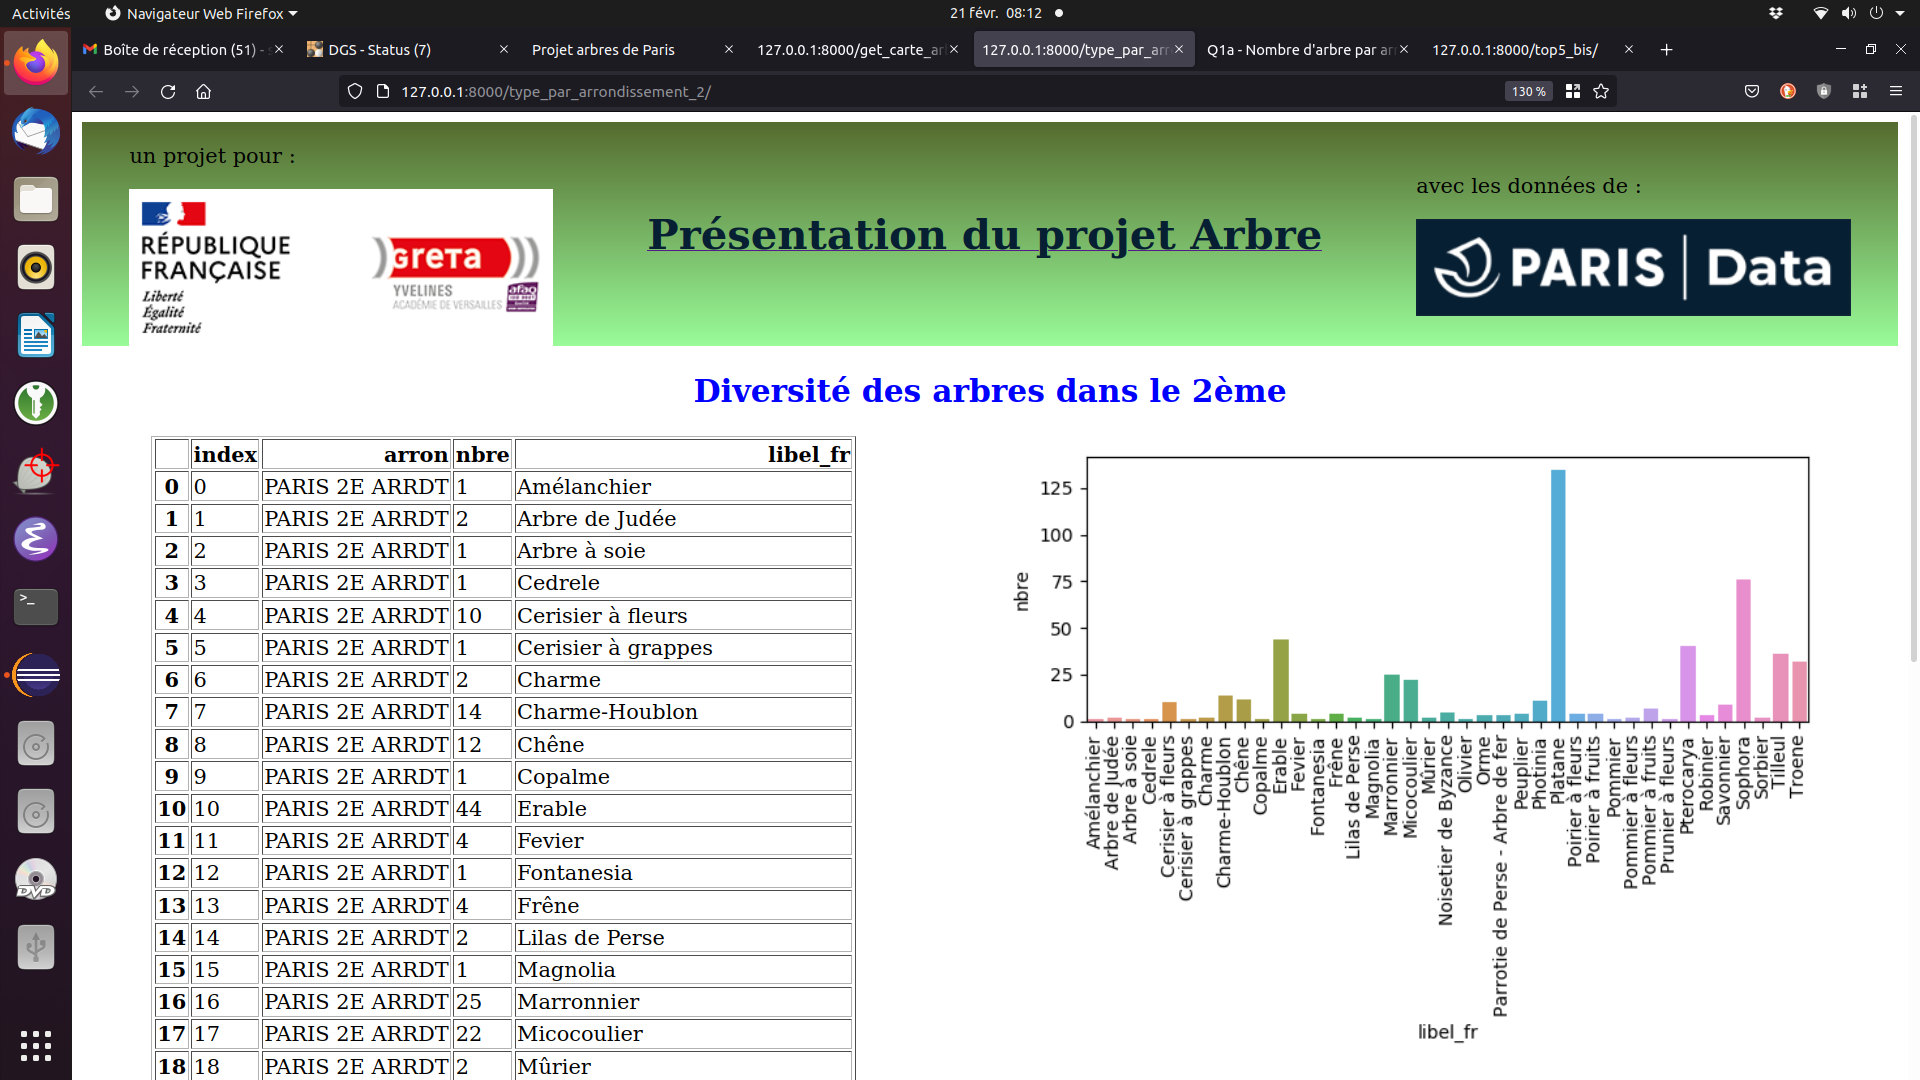 Activités
Navigateur Web Firefox
21 févr. 08:12
Boîte de réception (51) -
DGS - Status (7)
Projet arbres de Paris
127.0.0.1:8000/get_carte_ar
127.0.0.1:8000/type_par_arr
Q1a - Nombre d'arbre par ar
127.0.0.1:8000/top5_bis/
127.0.0.1:8000/type_par_arrondissement_2/
130 %
un projet pour :
RÉPUBLIQUE
FRANÇAISE
Liberté
Égalité
Fraternité
GRETA
YVELINES
ACADÉMIE DE VERSAILLES
afaq
Présentation du projet Arbre
avec les données de :
PARIS | Data
Diversité des arbres dans le 2ème
index arron nbre libel_fr
0 0 PARIS 2E ARRDT 1 Amélanchier
1 1 PARIS 2E ARRDT 2 Arbre de Judée
2 2 PARIS 2E ARRDT 1 Arbre à soie
3 3 PARIS 2E ARRDT 1 Cedrele
4 4 PARIS 2E ARRDT 10 Cerisier à fleurs
5 5 PARIS 2E ARRDT 1 Cerisier à grappes
6 6 PARIS 2E ARRDT 2 Charme
7 7 PARIS 2E ARRDT 14 Charme-Houblon
8 8 PARIS 2E ARRDT 12 Chêne
9 9 PARIS 2E ARRDT 1 Copalme
10 10 PARIS 2E ARRDT 44 Erable
11 11 PARIS 2E ARRDT 4 Fevier
12 12 PARIS 2E ARRDT 1 Fontanesia
13 13 PARIS 2E ARRDT 4 Frêne
14 14 PARIS 2E ARRDT 2 Lilas de Perse
15 15 PARIS 2E ARRDT 1 Magnolia
16 16 PARIS 2E ARRDT 25 Marronnier
17 17 PARIS 2E ARRDT 22 Micocoulier
18 18 PARIS 2E ARRDT 2 Mûrier
nbre
125
100
75
50
25
0
Amélanchier
Arbre de Judée
Arbre à soie
Cedrele
Cerisier à fleurs
Cerisier à grappes
Charme
Charme-Houblon
Chêne
Copalme
Erable
Fevier
Fontanesia
Frêne
Lilas de Perse
Magnolia
Marronnier
Micocoulier
Mûrier
Noisetier de Byzance
Olivier
Orme
Parrotie de Perse - Arbre de fer
Peuplier
Photina
Platane
Poirier à fleurs
Poirier à fruits
Pommier
Pommier à fleurs
Pommier à fruits
Prunier à fleurs
Pterocarya
Robinier
Savonnier
Sophora
Sorbier
Tilleul
Troene
libel_fr
DVD